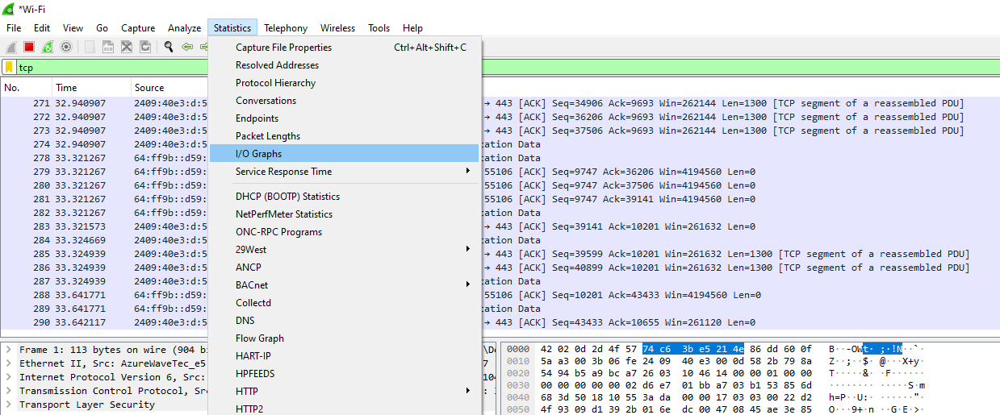 *Wi-Fi
File Edit View Go Capture Analyze Statistics Telephony Wireless Tools Help
Capture File Properties Ctrl+Alt+Shift+C
Resolved Addresses
tcp
Protocol Hierarchy
No. Time Source
Conversations
271 32.940907 2409:40e3:d:5 → 443 [ACK] Seq=34906 Ack=9693 Win=262144 Len=1300 [TCP segment of a reassembled PDU]
272 32.940907 2409:40e3:d:5 Endpoints → 443 [ACK] Seq=36206 Ack=9693 Win=262144 Len=1300 [TCP segment of a reassembled PDU]
273 32.940907 2409:40e3:d:5 Packet Lengths → 443 [ACK] Seq=37506 Ack=9693 Win=262144 Len=1300 [TCP segment of a reassembled PDU]
274 32.940907 2409:40e3:d:5 cation Data
278 33.321267 64:ff9b::d59: I/O Graphs cation Data
279 33.321267 64:ff9b::d59: Service Response Time 55106 [ACK] Seq=9747 Ack=36206 Win=4194560 Len=0
280 33.321267 64:ff9b::d59: 55106 [ACK] Seq=9747 Ack=37506 Win=4194560 Len=0
281 33.321267 64:ff9b::d59: DHCP (BOOTP) Statistics 55106 [ACK] Seq=9747 Ack=39141 Win=4194560 Len=0
282 33.321267 64:ff9b::d59: NetPerfMeter Statistics cation Data
283 33.321573 2409:40e3:d:5 ONC-RPC Programs → 443 [ACK] Seq=39141 Ack=10201 Win=261632 Len=0
284 33.324669 2409:40e3:d:5 cation Data
285 33.324939 2409:40e3:d:5 29West → 443 [ACK] Seq=39599 Ack=10201 Win=261632 Len=1300 [TCP segment of a reassembled PDU]
286 33.324939 2409:40e3:d:5 ANCP → 443 [ACK] Seq=40899 Ack=10201 Win=261632 Len=1300 [TCP segment of a reassembled PDU]
287 33.324939 2409:40e3:d:5 BACnet cation Data
288 33.641771 64:ff9b::d59: 55106 [ACK] Seq=10201 Ack=43433 Win=4194560 Len=0
289 33.641771 64:ff9b::d59: Collectd cation Data
290 33.642117 2409:40e3:d:5 DNS → 443 [ACK] Seq=43433 Ack=10655 Win=261120 Len=0
Flow Graph
Frame 1: 113 bytes on wire (904 bi HART-IP \De 0000 42 02 0d 2d 4f 57 74 c6 3b e5 21 4e 86 dd 60 0f B··-OWt· ;·!N··`·
Ethernet II, Src: AzureWaveTec_e5 7 0010 5a a3 00 3b 06 fe 24 09 40 e3 00 0d 58 2b 79 8a Z··;··$· @···X+y·
Internet Protocol Version 6, Src: HPFEEDS 104 0020 54 94 b5 a9 bc a7 26 03 10 46 14 00 00 01 00 00 T·····&· ·F······
Transmission Control Protocol, Src HTTP 0030 00 00 00 00 00 02 d6 e7 01 bb a7 03 b1 53 85 6d ········ ·····S·m
Transport Layer Security 0040 68 3d 50 18 10 55 3a da 00 00 17 03 03 00 22 d2 h=P··U:· ······"·
HTTP2 0050 4f 93 09 d1 39 2b 01 6e dc 00 47 08 45 ae 3e 85 O···9+·n ··G·E·>·